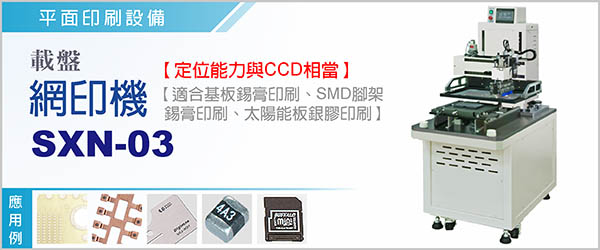 平面印刷設備
載盤
網印機
SXN-03
【定位能力與CCD相當】
【適合基板錫膏印刷、SMD腳架
錫膏印刷、太陽能板銀膠印刷】
應用例
4A3
BUFFALO
mini